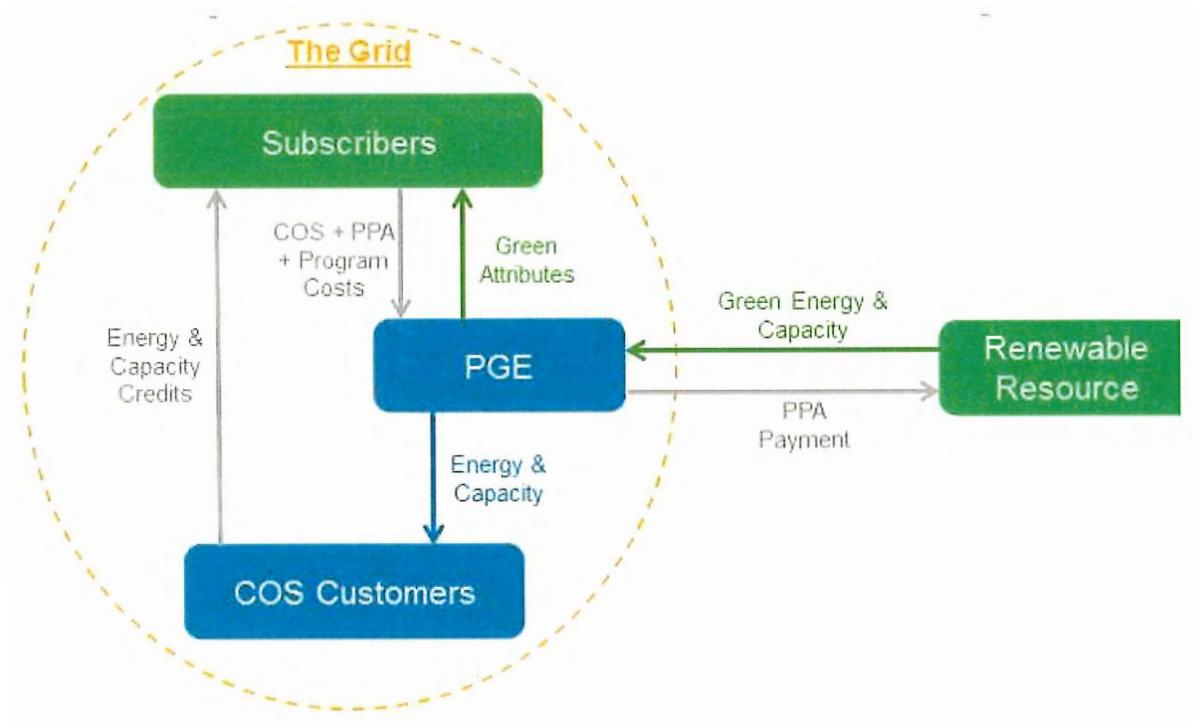 The Grid
Subscribers
COS + PPA
+ Program
Costs
Green
Attributes
Energy &
Capacity
Credits
PGE
Green Energy &
Capacity
Renewable
Resource
PPA
Payment
Energy &
Capacity
COS Customers